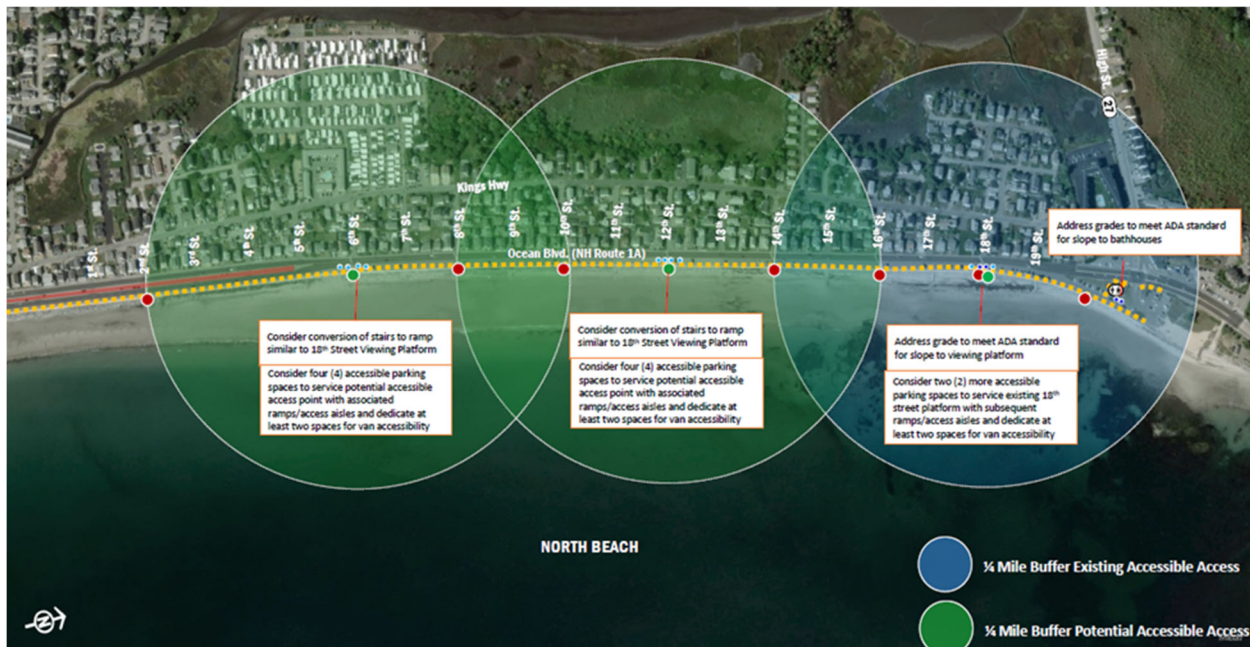 High St.
27
Kings Hwy
1st St.
2nd St.
3rd St.
4th St.
5th St.
6th St.
7th St.
8th St.
9th St.
10th St.
11th St.
12th St.
13th St.
14th St.
15th St.
16th St.
17th St.
18th St.
19th St.
Ocean Blvd. (NH Route 1A)
Address grades to meet ADA standard
for slope to bathhouses
Consider conversion of stairs to ramp
similar to 18th Street Viewing Platform
Consider four (4) accessible parking
spaces to service potential accessible
access point with associated
ramps/access aisles and dedicate at
least two spaces for van accessibility
Consider conversion of stairs to ramp
similar to 18th Street Viewing Platform
Consider four (4) accessible parking
spaces to service potential accessible
access point with associated
ramps/access aisles and dedicate at
least two spaces for van accessibility
Address grade to meet ADA standard
for slope to viewing platform
Consider two (2) more accessible
parking spaces to service existing 18th
street platform with subsequent
ramps/access aisles and dedicate at
least two spaces for van accessibility
NORTH BEACH
¼ Mile Buffer Existing Accessible Access
¼ Mile Buffer Potential Accessible Access
N